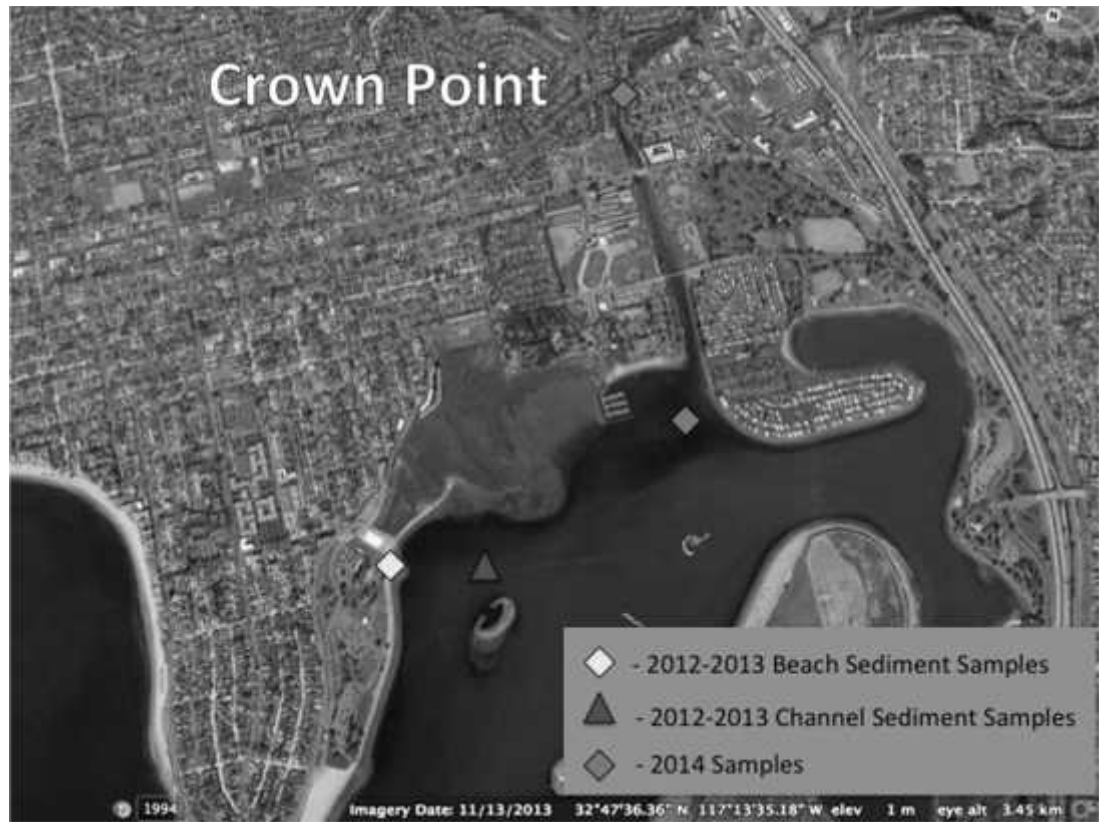 N
Crown Point
- 2012-2013 Beach Sediment Samples
- 2012-2013 Channel Sediment Samples
- 2014 Samples
1994
Imagery Date: 11/13/2013 32°47'36.36" N 117°13'35.18" W elev 1 m eye alt 3.45 km